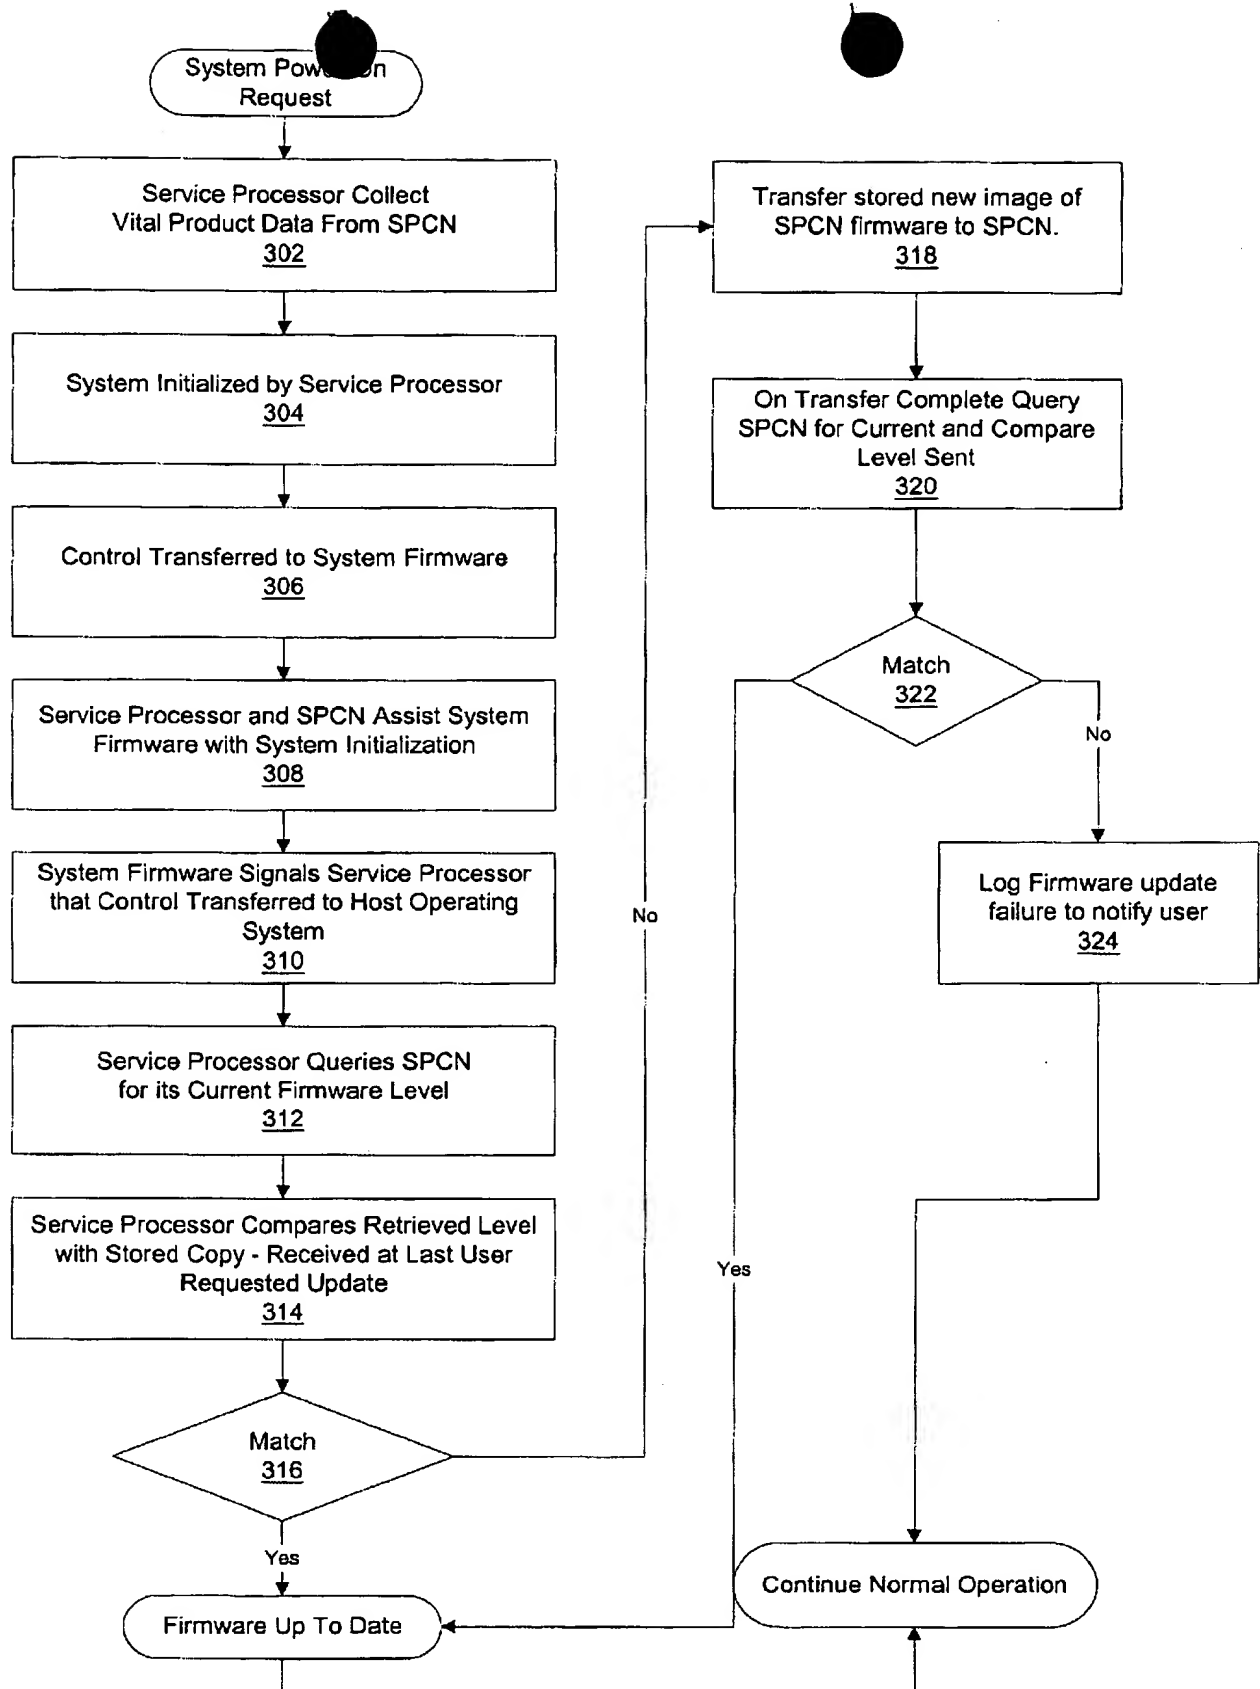 System Pow
Request
Service Processor Collect
Vital Product Data From SPCN
302
System Initialized by Service Processor
304
Control Transferred to System Firmware
306
Service Processor and SPCN Assist System
Firmware with System Initialization
308
System Firmware Signals Service Processor
that Control Transferred to Host Operating
System
310
Service Processor Queries SPCN
for its Current Firmware Level
312
Service Processor Compares Retrieved Level
with Stored Copy - Received at Last User
Requested Update
314
Match
316
Yes
Firmware Up To Date
No
Transfer stored new image of
SPCN firmware to SPCN.
318
On Transfer Complete Query
SPCN for Current and Compare
Level Sent
320
Match
322
No
Yes
Log Firmware update
failure to notify user
324
Continue Normal Operation